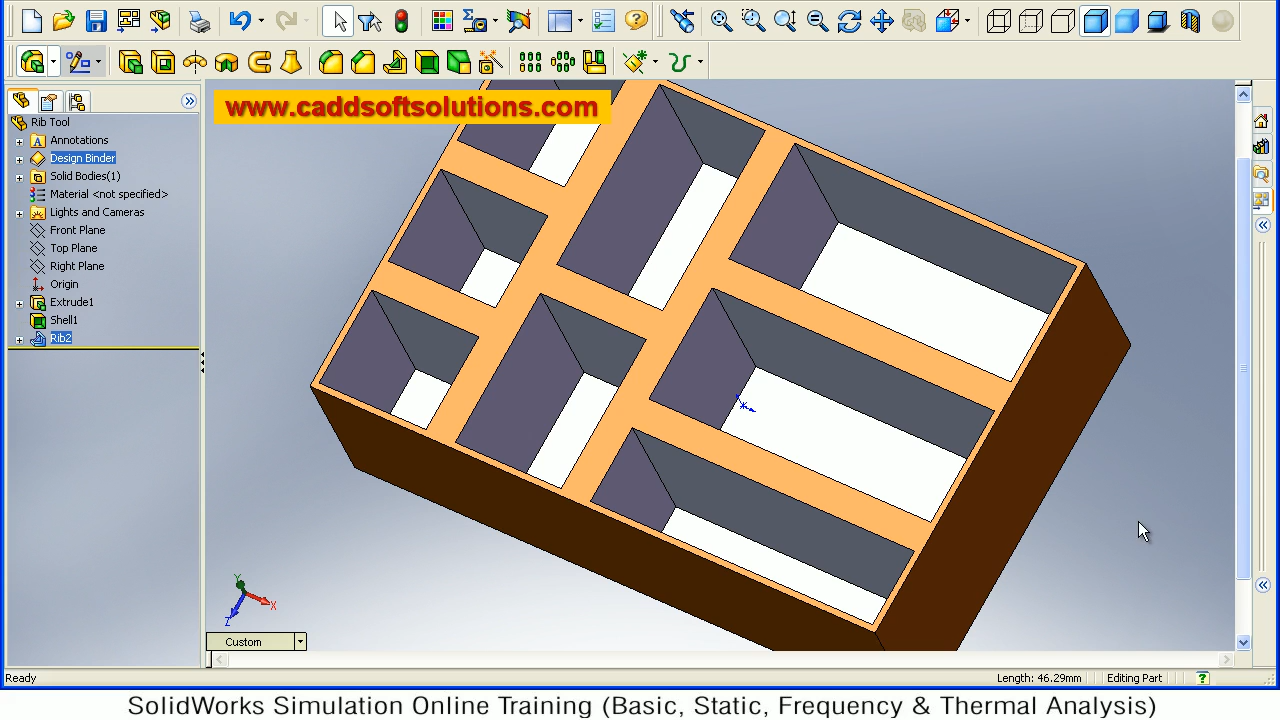 www.caddsoftsolutions.com
Rib Tool
Annotations
Design Binder
Solid Bodies(1)
Material <not specified>
Lights and Cameras
Front Plane
Top Plane
Right Plane
Origin
Extrude1
Shell1
Rib2
Y
X
Z
Custom
Ready
Length: 46.29mm
Editing Part
SolidWorks Simulation Online Training (Basic, Static, Frequency & Thermal Analysis)